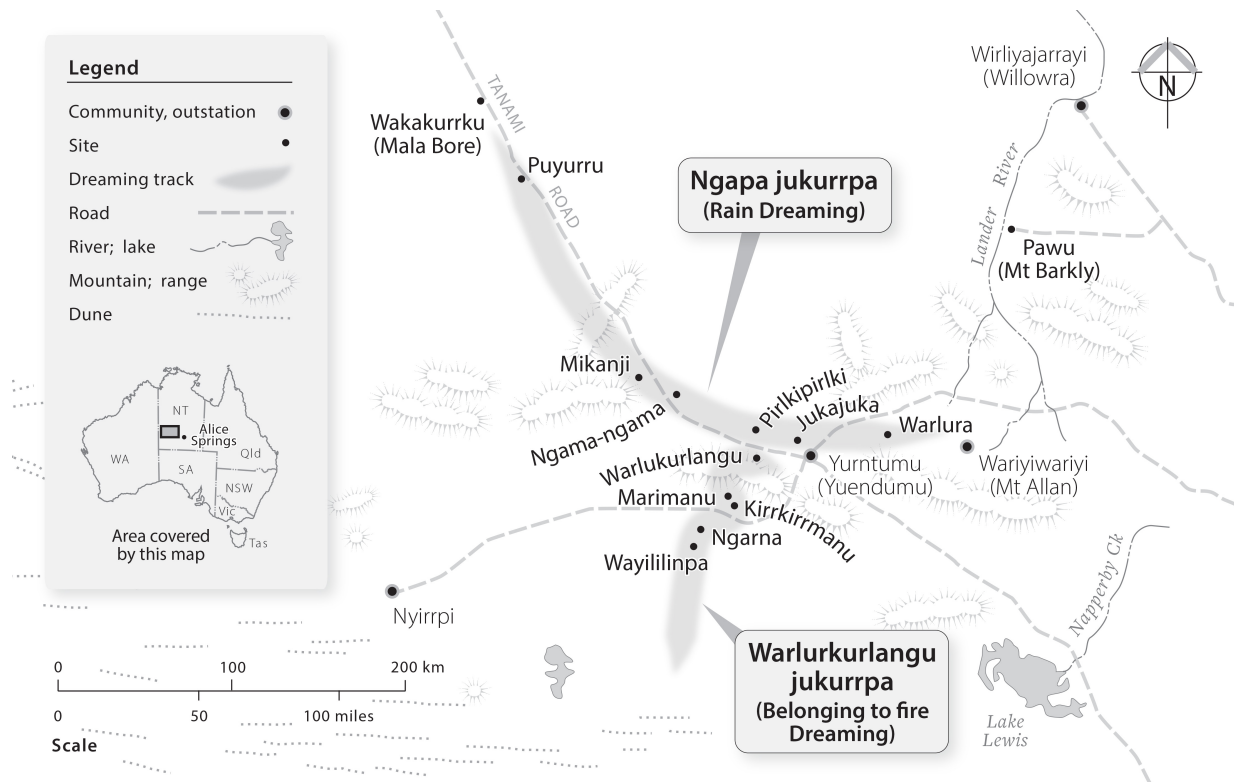 Legend
Community, outstation
Site
Dreaming track
Road
River; lake
Mountain; range
Dune
NT
Alice
Springs
WA
Qld
SA
NSW
Vic
Tas
Area covered
by this map
0 100 200 km
0 50 100 miles
Scale
TANAMI
ROAD
Wakakurrku
(Mala Bore)
Puyurru
Ngapa jukurrpa
(Rain Dreaming)
Wirliyajarrayi
(Willowra)
N
Lander River
Pawu
(Mt Barkly)
Mikanji
Ngama-ngama
Pirlkipirlki
Jukajuka
Warlura
Warlukurlangu
Yurntumu
(Yuendumu)
Wariyiwariyi
(Mt Allan)
Marimanu
Kirrkirrmanu
Ngarna
Wayililinpa
Nyirrpi
Warlurkurlangu
jukurrpa
(Belonging to fire
Dreaming)
Napperby Ck
Lake
Lewis